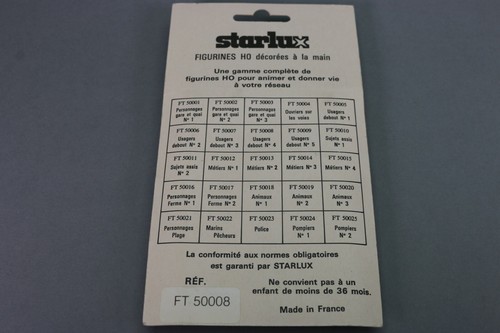 starlux
FIGURINES HO décorées à la main
Une gamme complète de
figurines HO pour animer et donner vie
à votre réseau
FT 50001 FT 50002 FT 50003 FT 50004 FT 50005
Personnages Personnages Personnages Ouvriers sur Usagers
gare et quai gare et quai gare et quai les voies debout N° 1
N° 1 N° 2 N° 3
FT 50006 FT 50007 FT 50008 FT 50009 FT 50010
Usagers Usagers Usagers Usagers Sujets assis
debout N° 2 debout N° 3 debout N° 4 debout N° 5 N° 1
FT 50011 FT 50012 FT 50013 FT 50014 FT 50015
Sujets assis Métiers N° 1 Métiers N° 2 Métiers N° 3 Métiers N° 4
N° 2
FT 50016 FT 50017 FT 50018 FT 50019 FT 50020
Personnages Personnages Animaux Animaux Animaux
Ferme N° 1 Ferme N° 2 N° 1 N° 2 N° 3
FT 50021 FT 50022 FT 50023 FT 50024 FT 50025
Personnages Marins Police Pompiers Pompiers
Plage Pêcheurs N° 1 N° 2
La conformité aux normes obligatoires
est garanti par STARLUX
RÉF.
FT 50008
Ne convient pas à un
enfant de moins de 36 mois.
Made in France